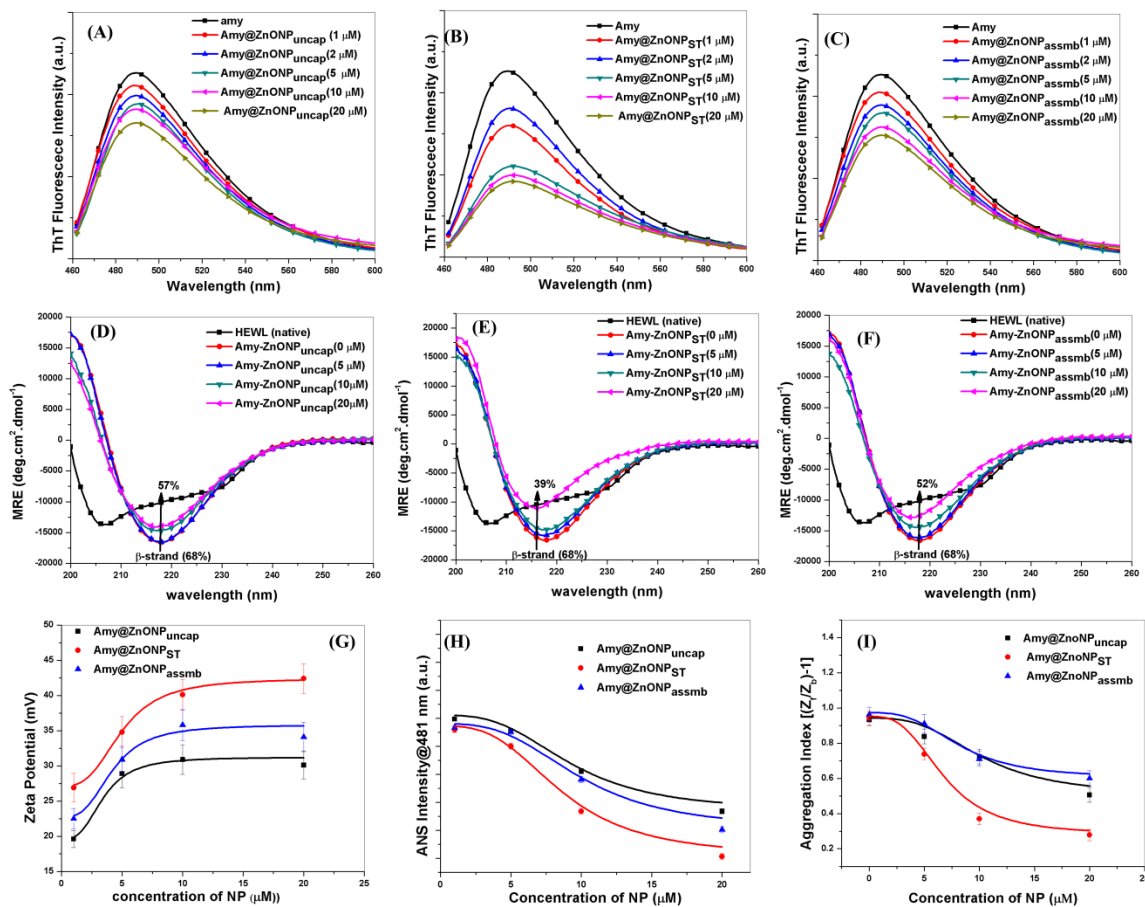 (A)
amy
Amy@ZnONPuncap (1 µM)
Amy@ZnONPuncap(2 µM)
Amy@ZnONPuncap(5 µM)
Amy@ZnONPuncap(10 µM)
Amy@ZnONPuncap(20 µM)
ThT Fluoresece Intensity (a.u.)
460 480 500 520 540 560 580 600
Wavelength (nm)
(B)
Amy
Amy@ZnONPST(1 µM)
Amy@ZnONPST(2 µM)
Amy@ZnONPST(5 µM)
Amy@ZnONPST(10 µM)
Amy@ZnONPST(20 µM)
ThT Fluoresece Intensity (a.u.)
460 480 500 520 540 560 580 600
Wavelength (nm)
(C)
Amy
Amy@ZnONPassmb(1 µM)
Amy@ZnONPassmb(2 µM)
Amy@ZnONPassmb(5 µM)
Amy@ZnONPassmb(10 µM)
Amy@ZnONPassmb(20 µM)
ThT Fluoresece Intensity (a.u.)
460 480 500 520 540 560 580 600
Wavelength (nm)
(D)
HEWL (native)
Amy-ZnONPuncap(0 µM)
Amy-ZnONPuncap(5 µM)
Amy-ZnONPuncap(10µM)
Amy-ZnONPuncap(20µM)
57%
β-strand (68%)
MRE (deg.cm2.dmol-1)
20000
15000
10000
5000
0
-5000
-10000
-15000
-20000
200 210 220 230 240 250 260
wavelength (nm)
(E)
HEWL (native)
Amy-ZnONPST(0 µM)
Amy-ZnONPST(5 µM)
Amy-ZnONPST(10 µM)
Amy-ZnONPST(20 µM)
39%
β-strand (68%)
MRE (deg.cm2.dmol-1)
20000
15000
10000
5000
0
-5000
-10000
-15000
-20000
200 210 220 230 240 250 260
wavelength (nm)
(F)
HEWL (native)
Amy-ZnONPassmb(0 µM)
Amy-ZnONPassmb(5 µM)
Amy-ZnONPassmb(10 µM)
Amy-ZnONPassmb(20 µM)
52%
β-strand (68%)
MRE (deg.cm2.dmol-1)
20000
15000
10000
5000
0
-5000
-10000
-15000
-20000
200 210 220 230 240 250 260
wavelength (nm)
(G)
Amy@ZnONPuncap
Amy@ZnONPST
Amy@ZnONPassmb
Zeta Potential (mV)
50
45
40
35
30
25
20
15
0 5 10 15 20 25
concentration of NP (µM))
(H)
Amy@ZnONPuncap
Amy@ZnONPST
Amy@ZnONPassmb
ANS Intensity@481 nm (a.u.)
0 5 10 15 20
Concentration of NP (µM)
(I)
Amy@ZnoNPuncap
Amy@ZnoNPST
Amy@ZnoNPassmb
Aggregation Index [(Zf/Zb)-1]
1.4
1.2
1.0
0.8
0.6
0.4
0.2
0 5 10 15 20 25
Concentration of NP (µM)